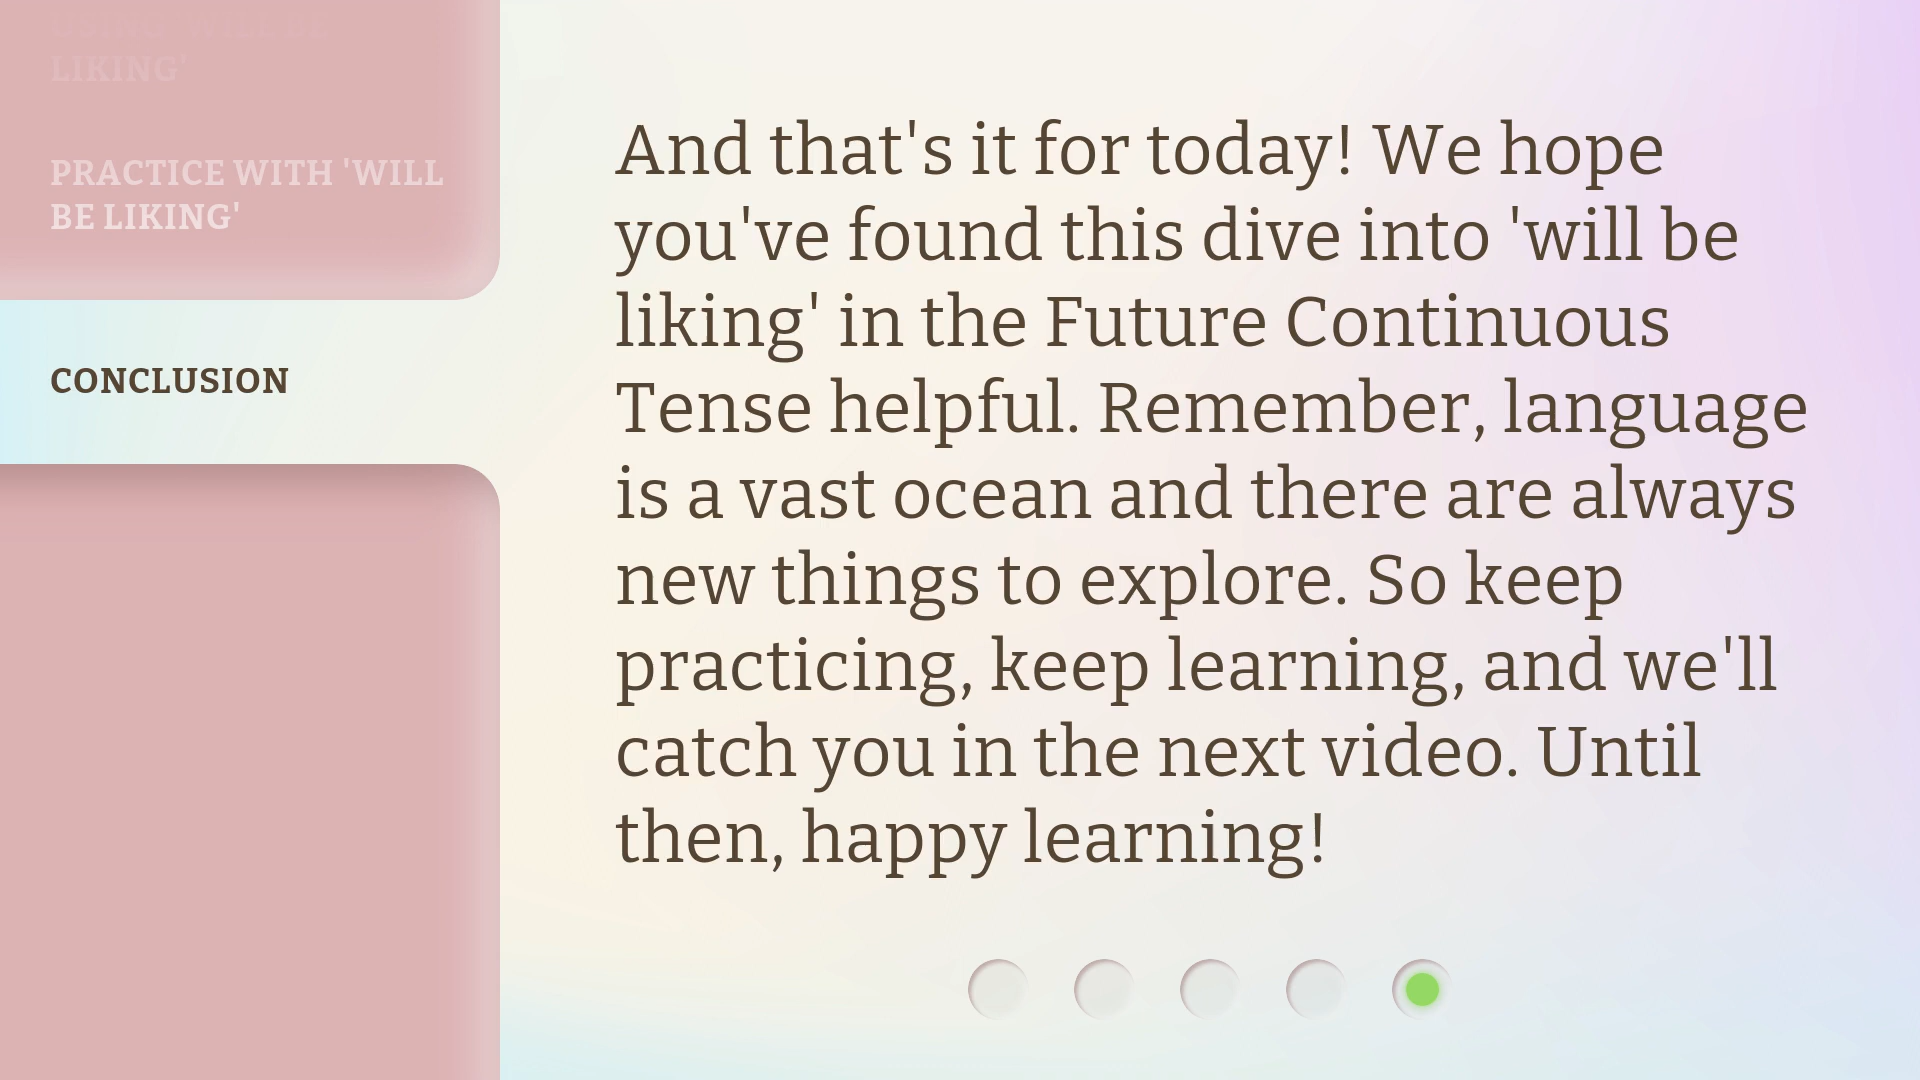 USING 'WILL BE
LIKING'
PRACTICE WITH 'WILL
BE LIKING'
CONCLUSION
And that's it for today! We hope
you've found this dive into 'will be
liking' in the Future Continuous
Tense helpful. Remember, language
is a vast ocean and there are always
new things to explore. So keep
practicing, keep learning, and we'll
catch you in the next video. Until
then, happy learning!